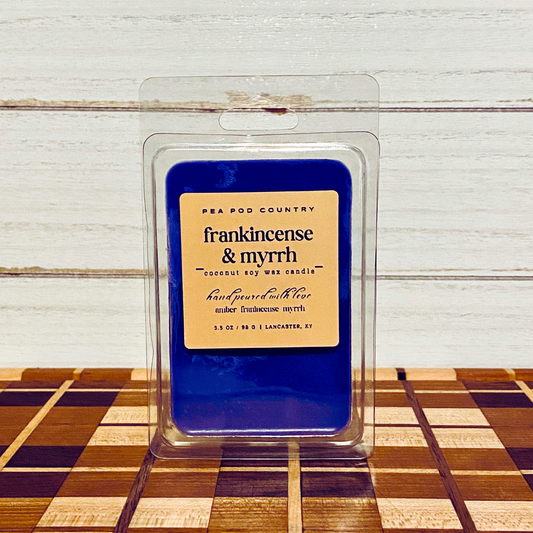 PEA POD COUNTRY
frankincense
& myrrh
coconut soy wax candle
hand poured with love
amber frankincense myrrh
3.5 OZ / 98 G | LANCASTER, KY